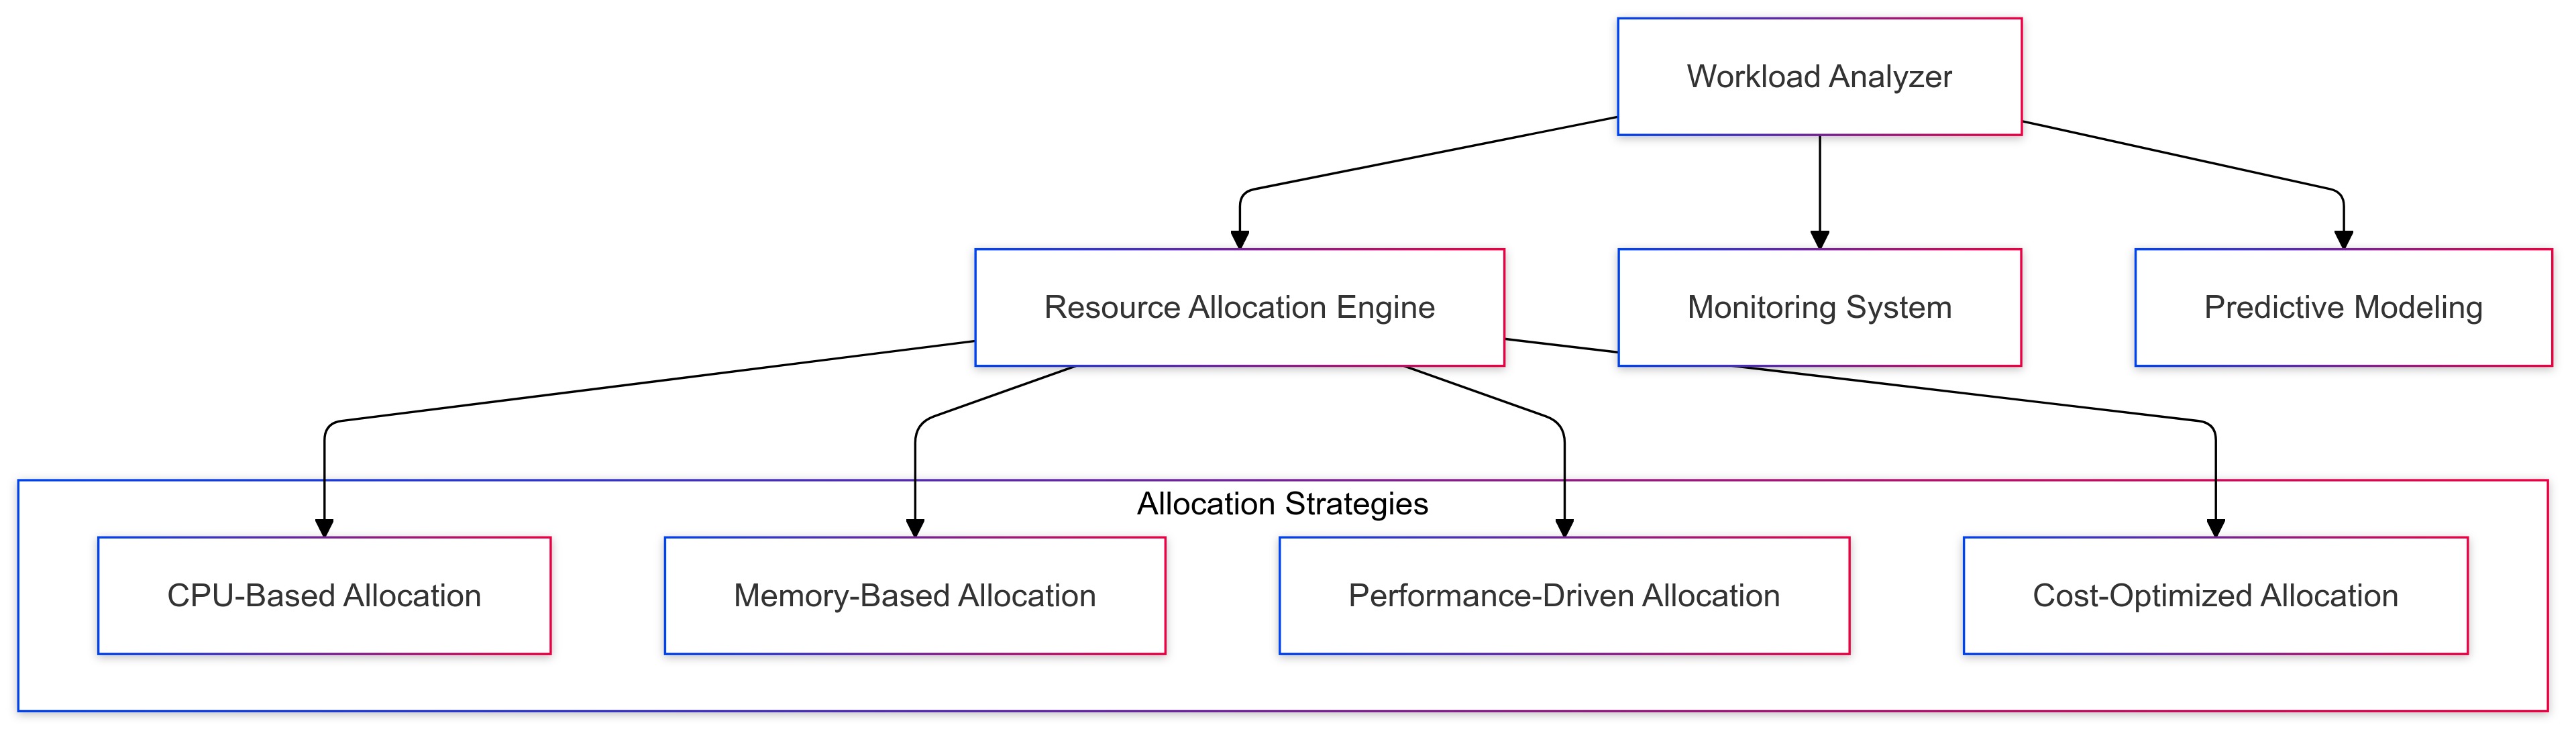 Workload Analyzer
Resource Allocation Engine
Monitoring System
Predictive Modeling
Allocation Strategies
CPU-Based Allocation
Memory-Based Allocation
Performance-Driven Allocation
Cost-Optimized Allocation